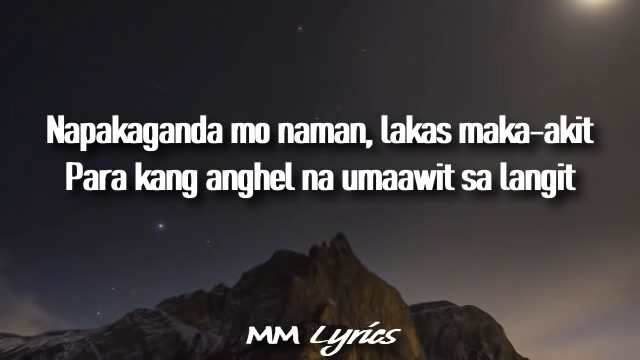 Napakaganda mo naman, lakas maka-akit
Para kang anghel na umaawit sa langit
MM Lyrics